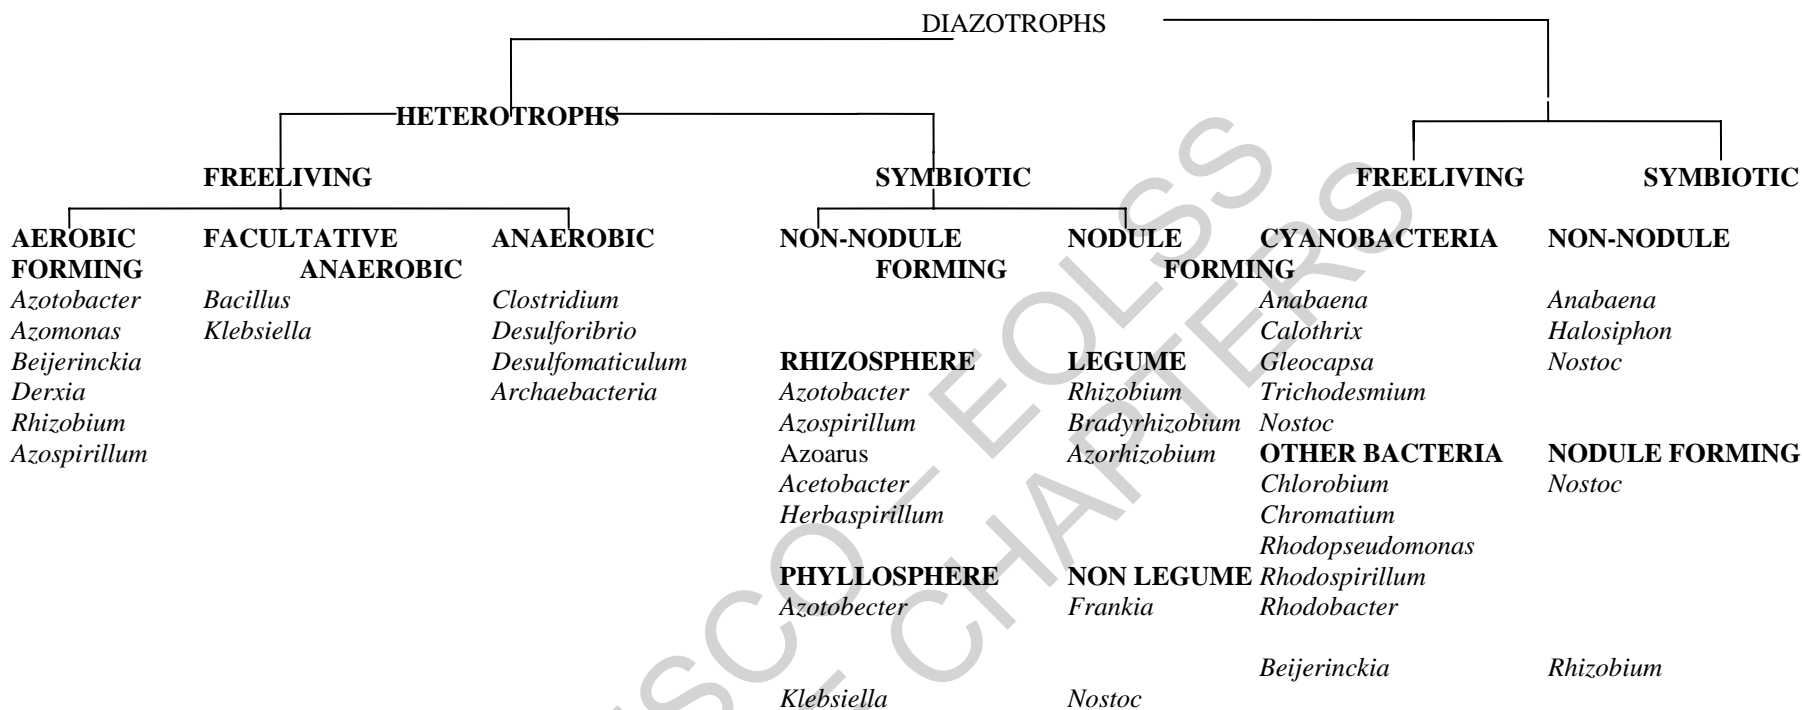 DIAZOTROPHS
HETEROTROPHS
FREELIVING SYMBIOTIC FREELIVING SYMBIOTIC
AEROBIC FACULTATIVE ANAEROBIC NON-NODULE NODULE CYANOBACTERIA NON-NODULE
FORMING ANAEROBIC FORMING FORMING
Azotobacter Bacillus Clostridium Anabaena Anabaena
Azomonas Klebsiella Desulforibrio Calothrix Halosiphon
Beijerinckia Desulfomaticulum RHIZOSPHERE LEGUME Gleocapsa Nostoc
Derxia Archaebacteria Azotobacter Rhizobium Trichodesmium
Rhizobium Azospirillum Bradyrhizobium Nostoc
Azospirillum Azoarus Azorhizobium OTHER BACTERIA NODULE FORMING
Acetobacter Chlorobium Nostoc
Herbaspirillum Chromatium
Rhodopseudomonas
PHYLLOSPHERE NON LEGUME Rhodospirillum
Azotobecter Frankia Rhodobacter
Beijerinckia Rhizobium
Klebsiella Nostoc
SCO – EOLSS
CHAPTERS